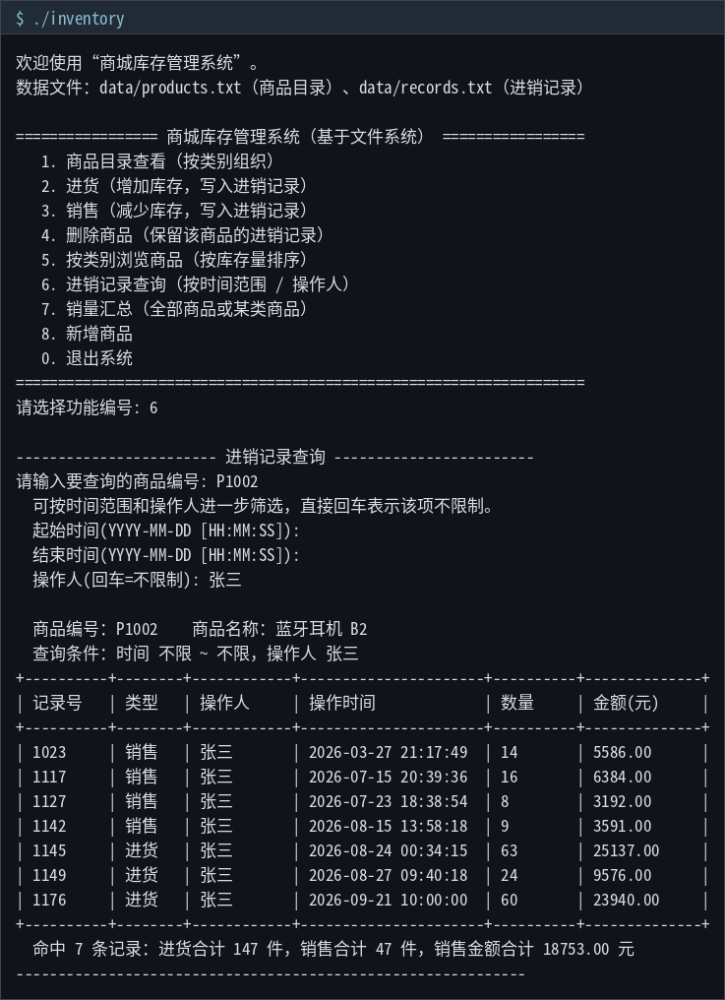 $ ./inventory
欢迎使用“商城库存管理系统”。
数据文件：data/products.txt（商品目录）、data/records.txt（进销记录）
================= 商城库存管理系统（基于文件系统） =================
1. 商品目录查看（按类别组织）
2. 进货（增加库存，写入进销记录）
3. 销售（减少库存，写入进销记录）
4. 删除商品（保留该商品的进销记录）
5. 按类别浏览商品（按库存量排序）
6. 进销记录查询（按时间范围 / 操作人）
7. 销量汇总（全部商品或某类商品）
8. 新增商品
0. 退出系统
====================================================================
请选择功能编号: 6
------------------------ 进销记录查询 ------------------------
请输入要查询的商品编号: P1002
可按时间范围和操作人进一步筛选，直接回车表示该项不限制。
起始时间(YYYY-MM-DD [HH:MM:SS]):
结束时间(YYYY-MM-DD [HH:MM:SS]):
操作人(回车=不限制): 张三
商品编号：P1002    商品名称：蓝牙耳机 B2
查询条件：时间 不限 ~ 不限，操作人 张三
+----------+--------+------------+----------------------+----------+--------------+
| 记录号   | 类型   | 操作人     | 操作时间             | 数量     | 金额(元)     |
+----------+--------+------------+----------------------+----------+--------------+
| 1023     | 销售   | 张三       | 2026-03-27 21:17:49  | 14       | 5586.00      |
| 1117     | 销售   | 张三       | 2026-07-15 20:39:36  | 16       | 6384.00      |
| 1127     | 销售   | 张三       | 2026-07-23 18:38:54  | 8        | 3192.00      |
| 1142     | 销售   | 张三       | 2026-08-15 13:58:18  | 9        | 3591.00      |
| 1145     | 进货   | 张三       | 2026-08-24 00:34:15  | 63       | 25137.00     |
| 1149     | 进货   | 张三       | 2026-08-27 09:40:18  | 24       | 9576.00      |
| 1176     | 进货   | 张三       | 2026-09-21 10:00:00  | 60       | 23940.00     |
+----------+--------+------------+----------------------+----------+--------------+
命中 7 条记录：进货合计 147 件，销售合计 47 件，销售金额合计 18753.00 元
-------------------------------------------------------------